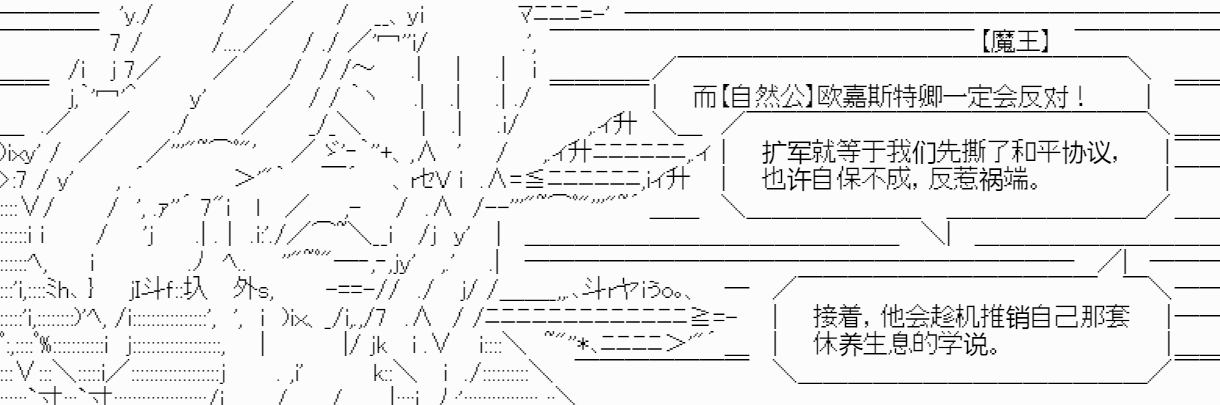 【魔王】
而【自然公】欧嘉斯特卿一定会反对！
扩军就等于我们先撕了和平协议，
也许自保不成，反惹祸端。
接着，他会趁机推销自己那套
休养生息的学说。